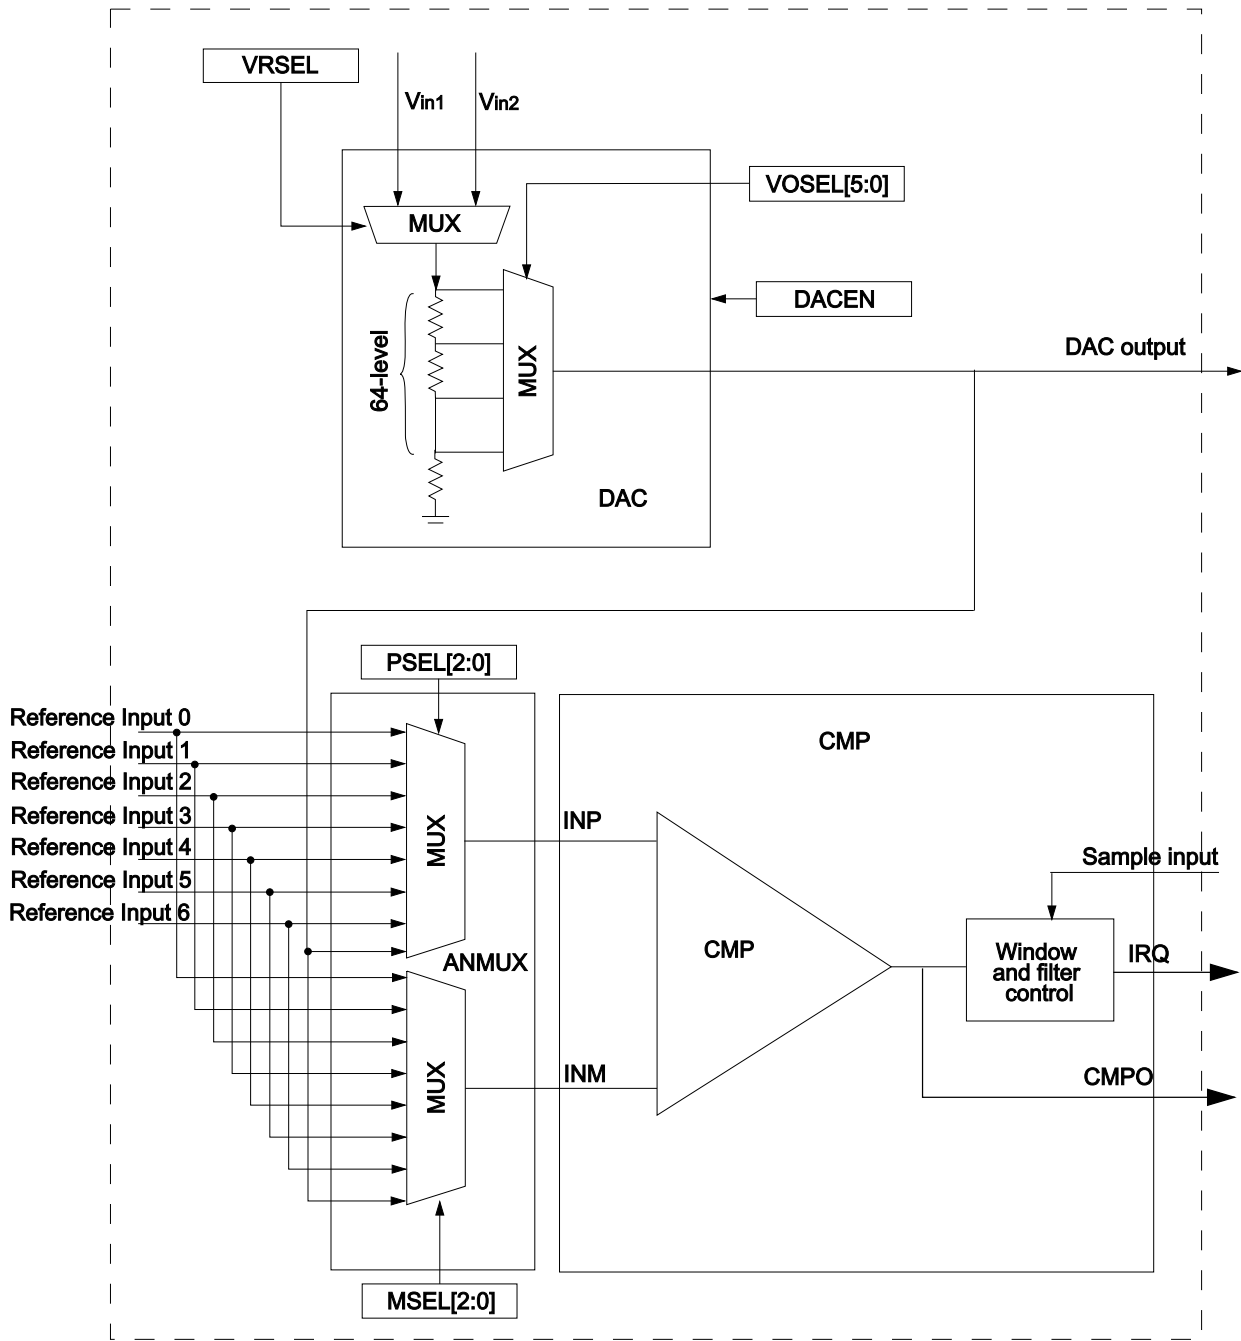 VRSEL
Vin1
Vin2
VOSEL[5:0]
MUX
DACEN
64-level
MUX
DAC output
DAC
PSEL[2:0]
Reference Input 0
Reference Input 1
Reference Input 2
Reference Input 3
Reference Input 4
Reference Input 5
Reference Input 6
MUX
ANMUX
MUX
MSEL[2:0]
CMP
INP
INM
CMP
Sample input
Window
and filter
control
IRQ
CMPO